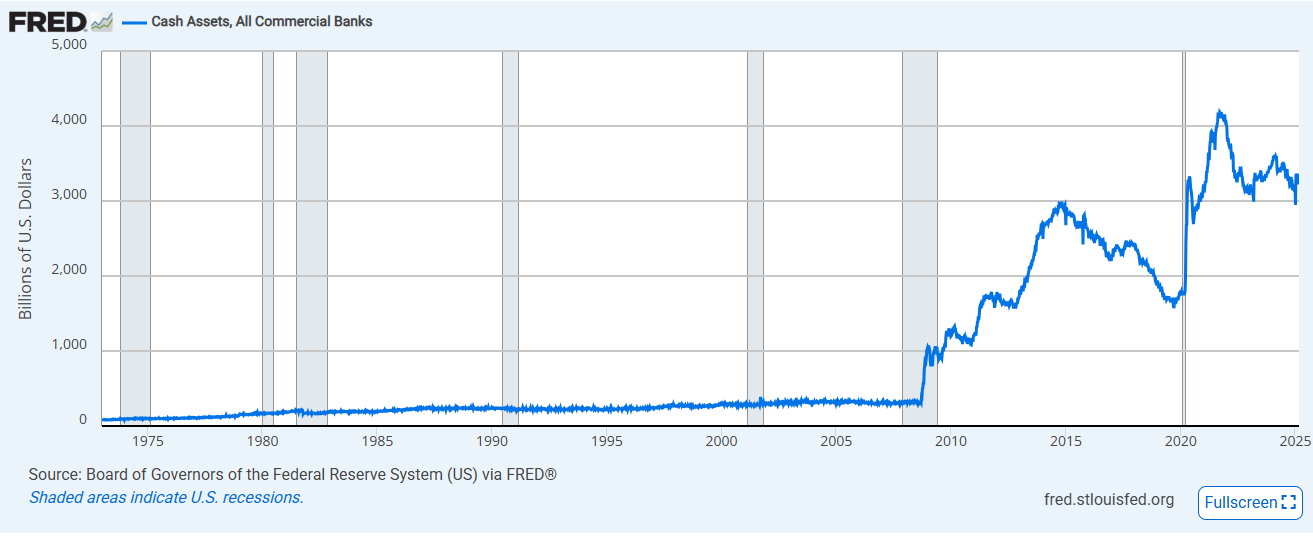 FRED Cash Assets, All Commercial Banks
5,000
4,000
3,000
2,000
1,000
0
Billions of U.S. Dollars
1975 1980 1985 1990 1995 2000 2005 2010 2015 2020 2025
Source: Board of Governors of the Federal Reserve System (US) via FRED®
Shaded areas indicate U.S. recessions.
fred.stlouisfed.org
Fullscreen